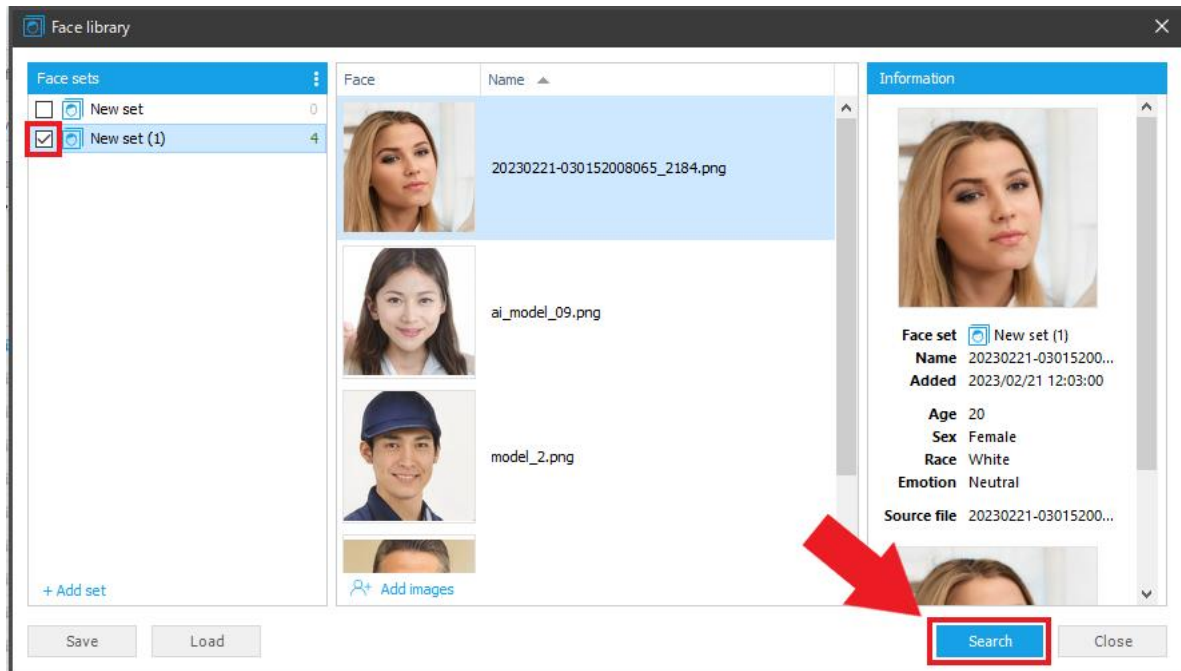 Face library
Face sets
New set 0
New set (1) 4
+ Add set
Face Name
20230221-030152008065_2184.png
ai_model_09.png
model_2.png
Add images
Information
Face set New set (1)
Name 20230221-03015200...
Added 2023/02/21 12:03:00
Age 20
Sex Female
Race White
Emotion Neutral
Source file 20230221-03015200...
Save Load Search Close